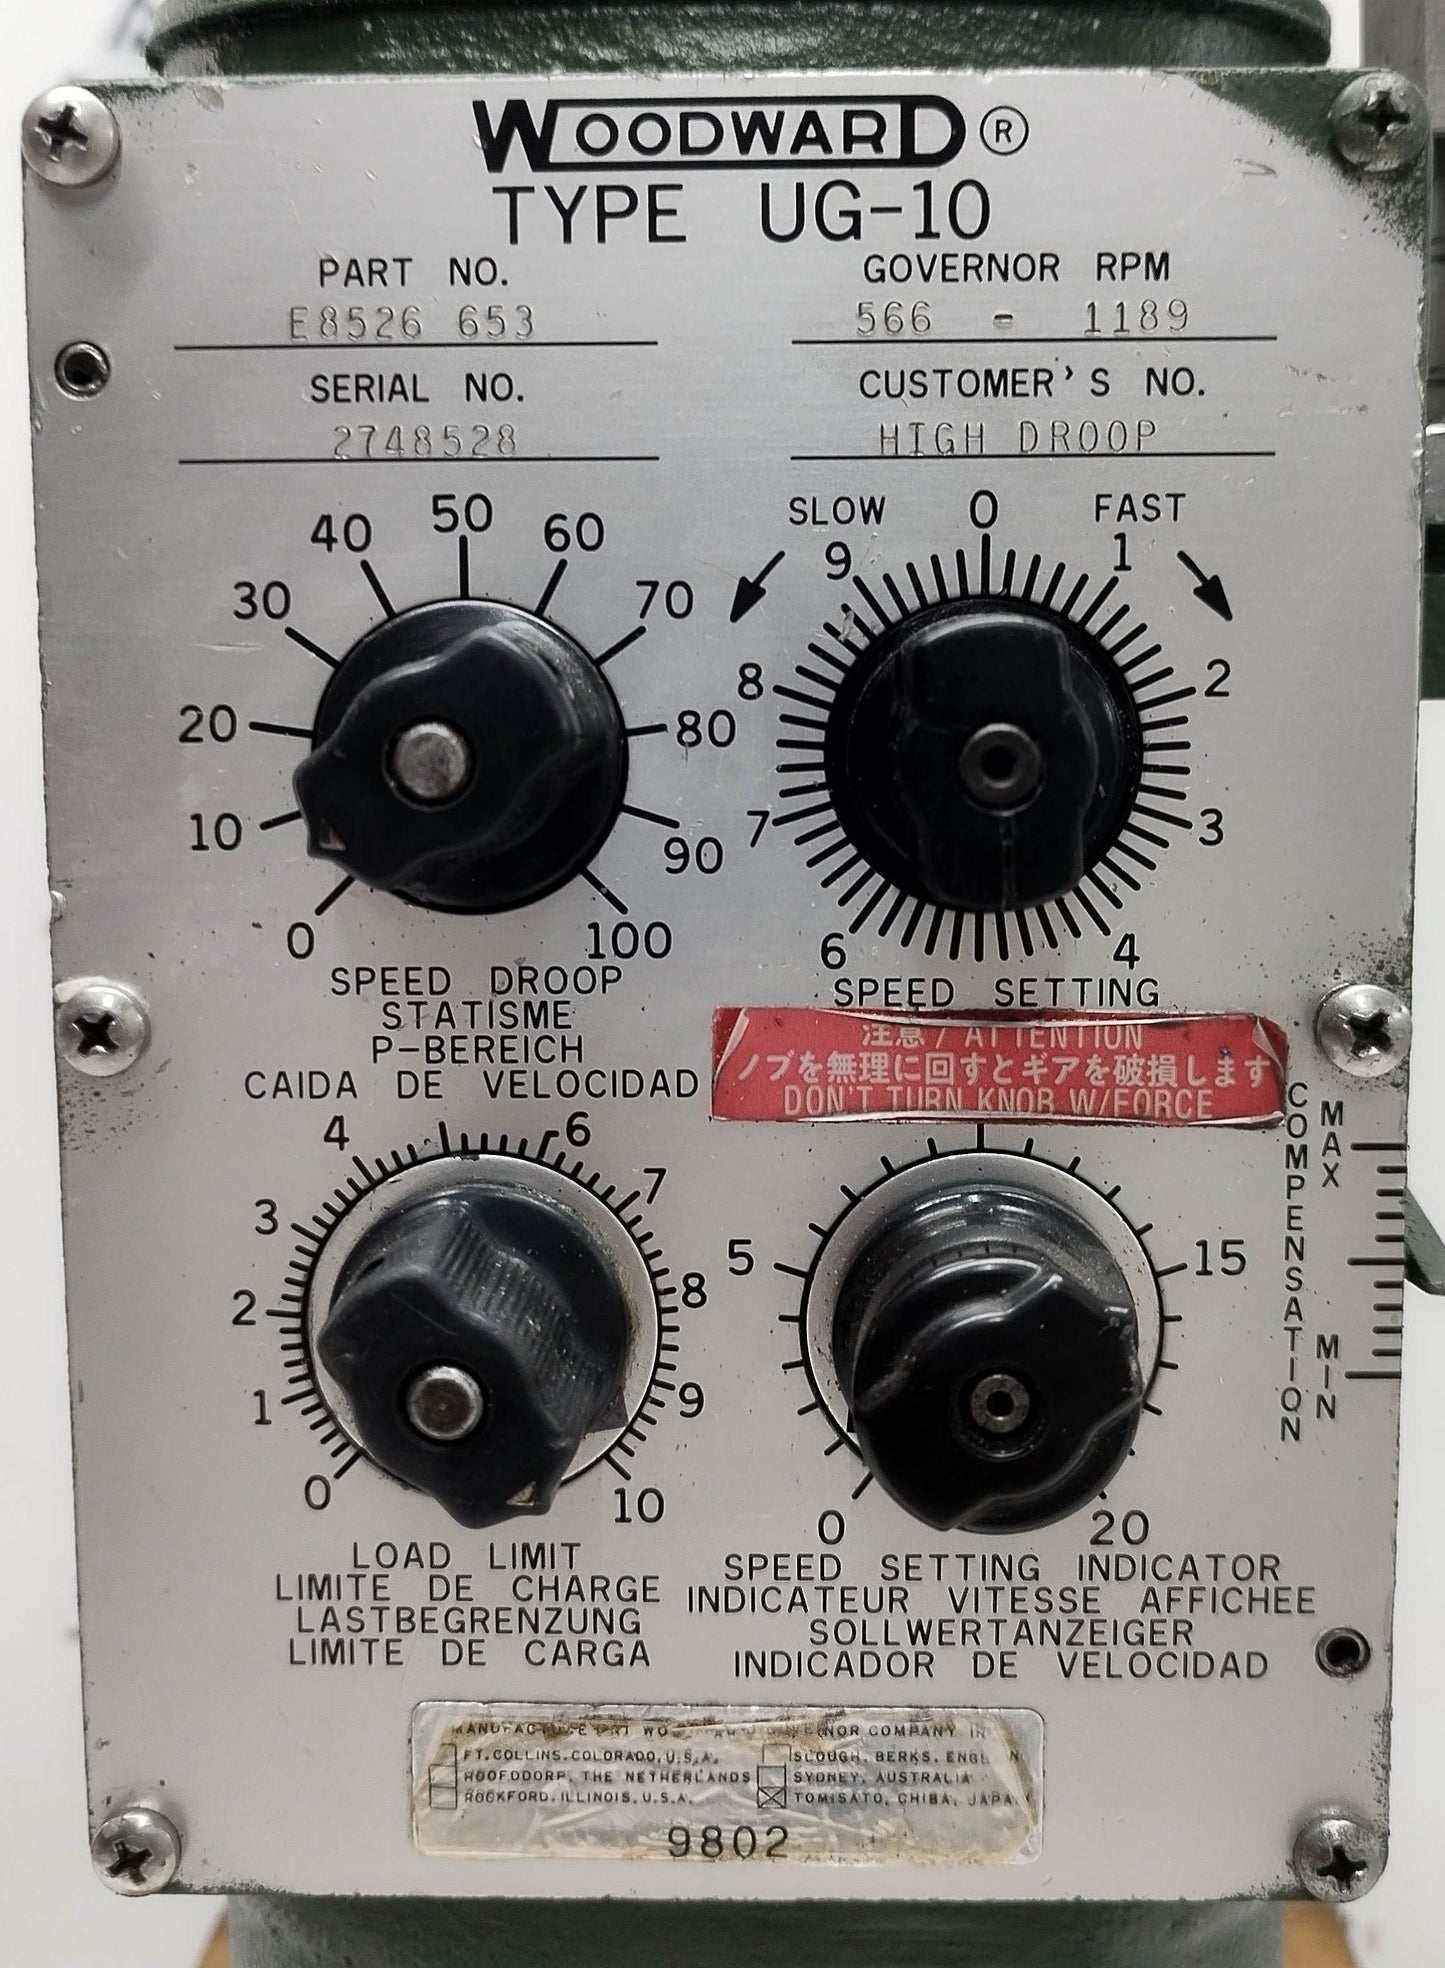 WOODWARD ®
TYPE UG-10
PART NO.
E8526 653
GOVERNOR RPM
566 - 1189
SERIAL NO.
2748528
CUSTOMER'S NO.
HIGH DROOP
0 10 20 30 40 50 60 70 80 90 100
SPEED DROOP
STATISME
P-BEREICH
CAIDA DE VELOCIDAD
SLOW 0 FAST
1 2 3 4 6 7 8 9
SPEED SETTING
注意 / ATTENTION
ノブを無理に回すとギアを破損します
DON'T TURN KNOB W/FORCE
0 1 2 3 4 6 7 8 9 10
LOAD LIMIT
LIMITE DE CHARGE
LASTBEGRENZUNG
LIMITE DE CARGA
0 5 15 20
SPEED SETTING INDICATOR
INDICATEUR VITESSE AFFICHEE
SOLLWERTANZEIGER
INDICADOR DE VELOCIDAD
COMPENSATION
MAX
MIN
COMPANY IN
FT. COLLINS, COLORADO, U.S.A.
HOOFDDORP, THE NETHERLANDS
ROCKFORD, ILLINOIS, U.S.A.
SLOUGH, BERKS,
SYDNEY, AUSTRALIA
TOMISATO, CHIBA, JAPA
9802